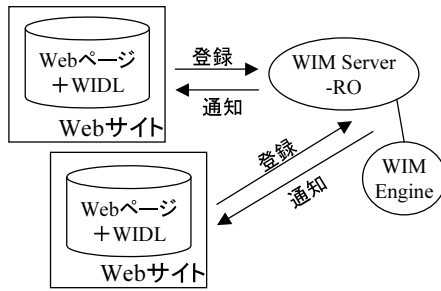 Webページ
＋WIDL
Webサイト
登録
通知
WIM Server
-RO
WIM
Engine
登録
通知
Webページ
＋WIDL
Webサイト